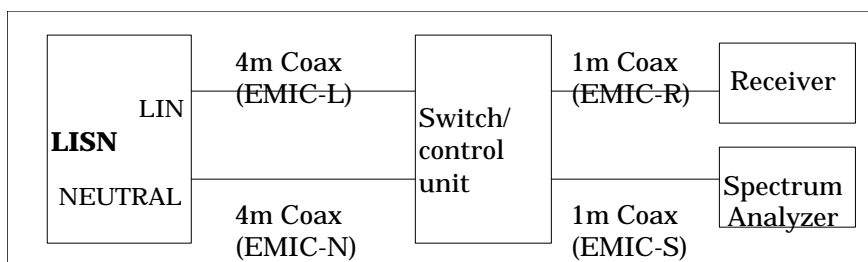 4m Coax
(EMIC-L)
1m Coax
(EMIC-R)
Receiver
LIN
LISN
NEUTRAL
Switch/
control
unit
4m Coax
(EMIC-N)
1m Coax
(EMIC-S)
Spectrum
Analyzer